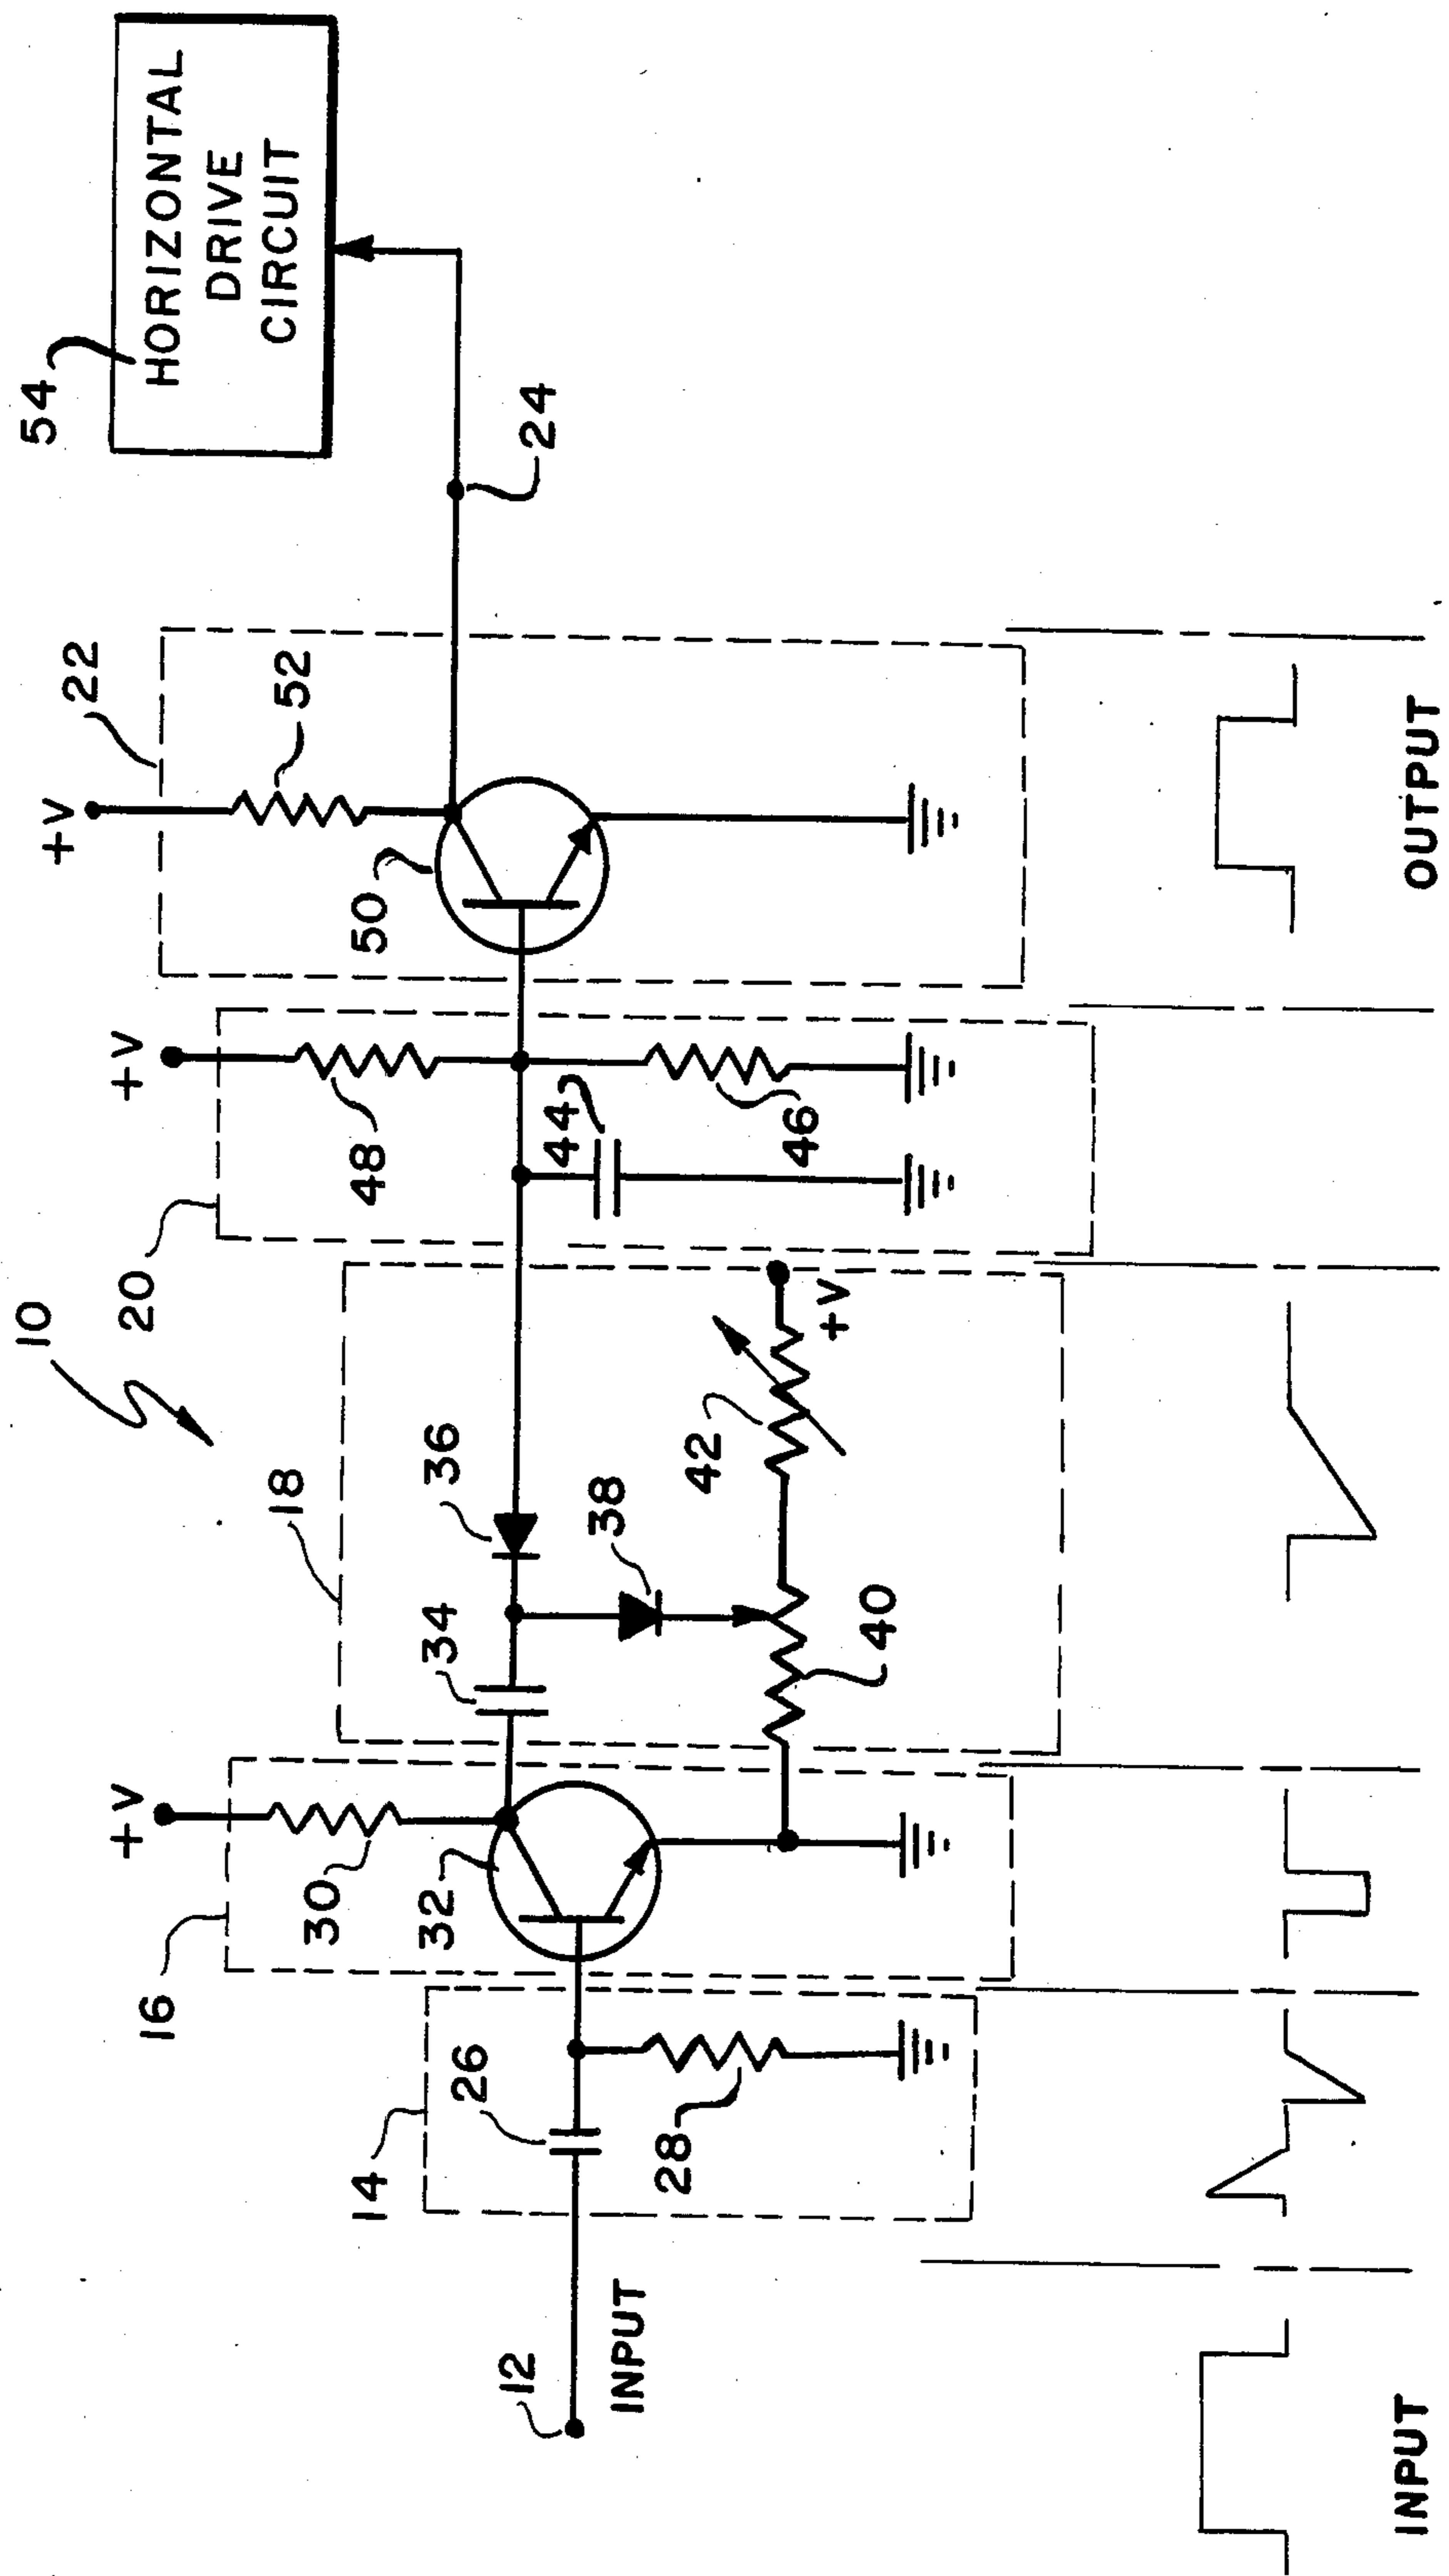 54
HORIZONTAL
DRIVE
CIRCUIT
10
+V
22
52
50
24
+V
20
48
44
46
18
36
38
42
+V
40
34
+V
16
30
32
14
26
28
12
INPUT
INPUT
OUTPUT